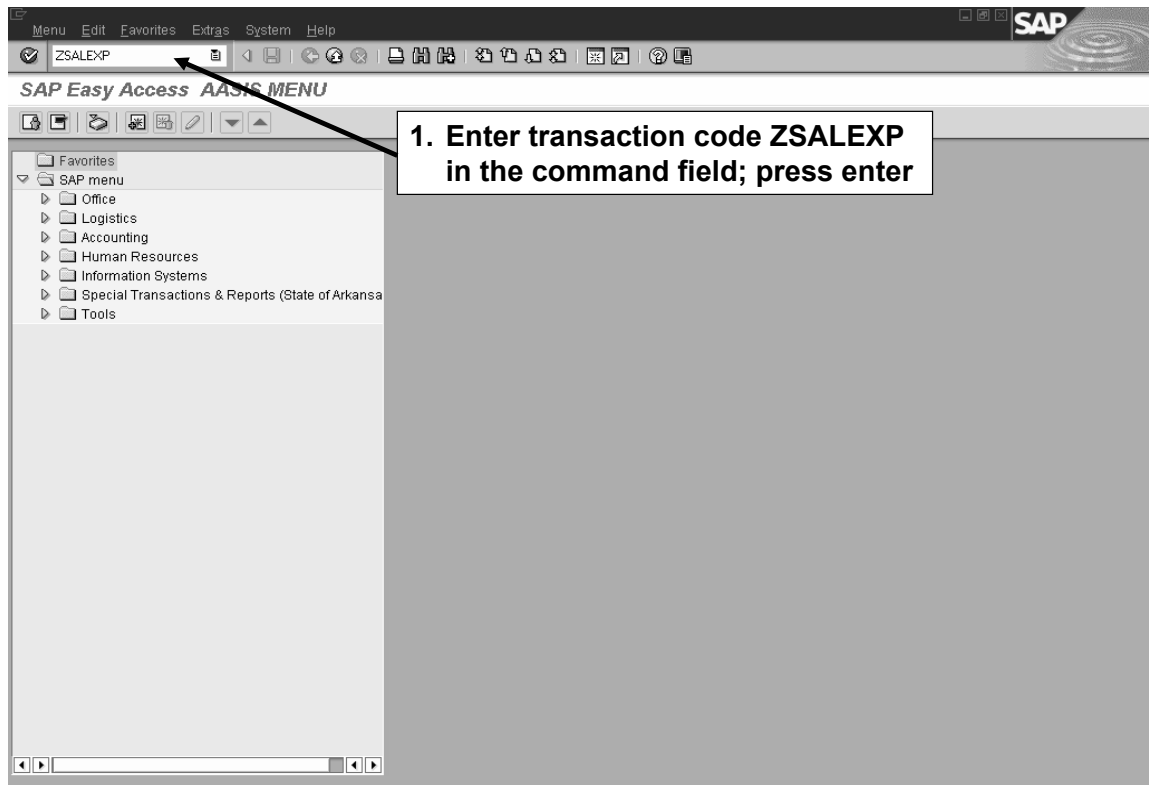 Menu Edit Favorites Extras System Help
SAP
ZSALEXP
SAP Easy Access AASIS MENU
1. Enter transaction code ZSALEXP
in the command field; press enter
Favorites
SAP menu
Office
Logistics
Accounting
Human Resources
Information Systems
Special Transactions & Reports (State of Arkansa
Tools